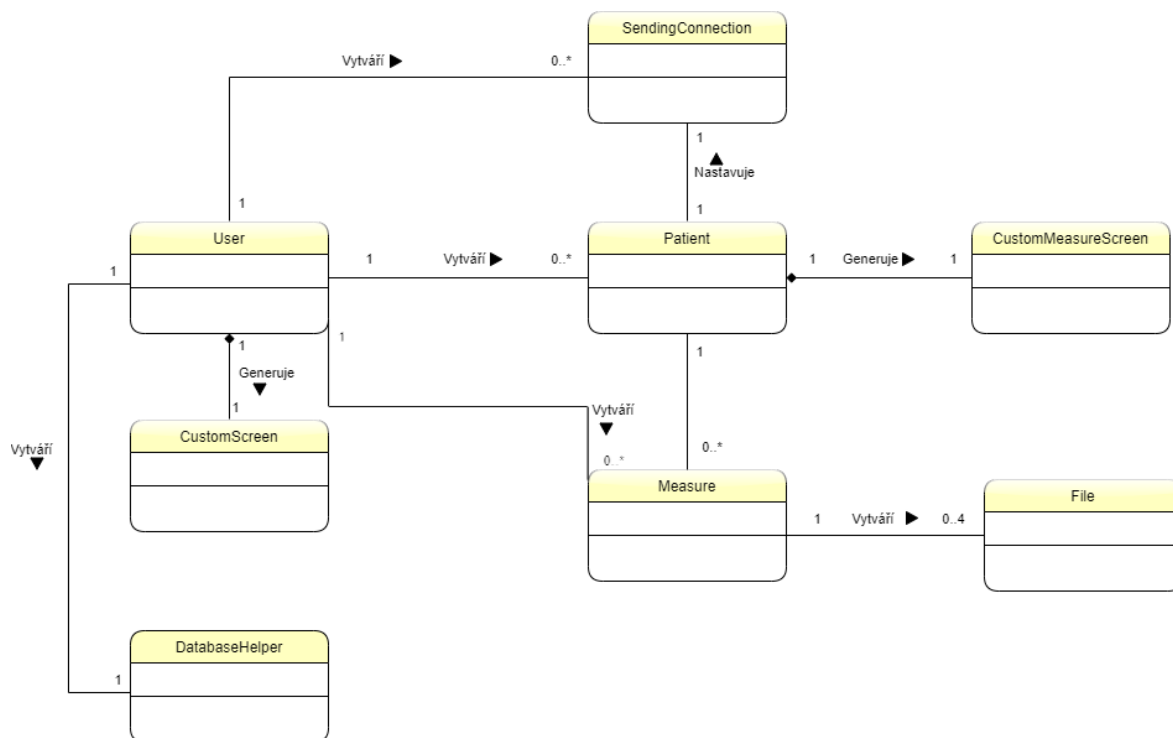 SendingConnection
Vytváří
0..*
1
Nastavuje
1
1
User
Patient
CustomMeasureScreen
1
1
Vytváří
0..*
1
Generuje
1
1
1
1
Generuje
1
Vytváří
CustomScreen
Vytváří
0..*
0..*
Measure
File
1
Vytváří
0..4
DatabaseHelper
1